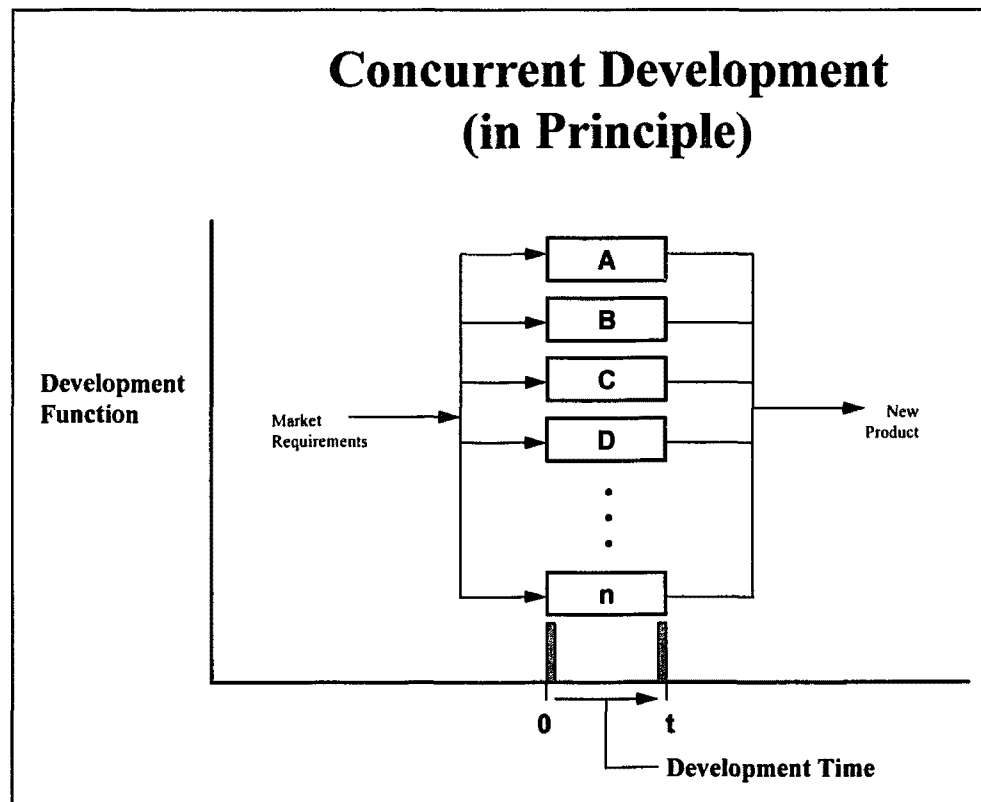 Concurrent Development
(in Principle)
A
B
C
D
n
Development
Function
Market
Requirements
New
Product
0
t
Development Time